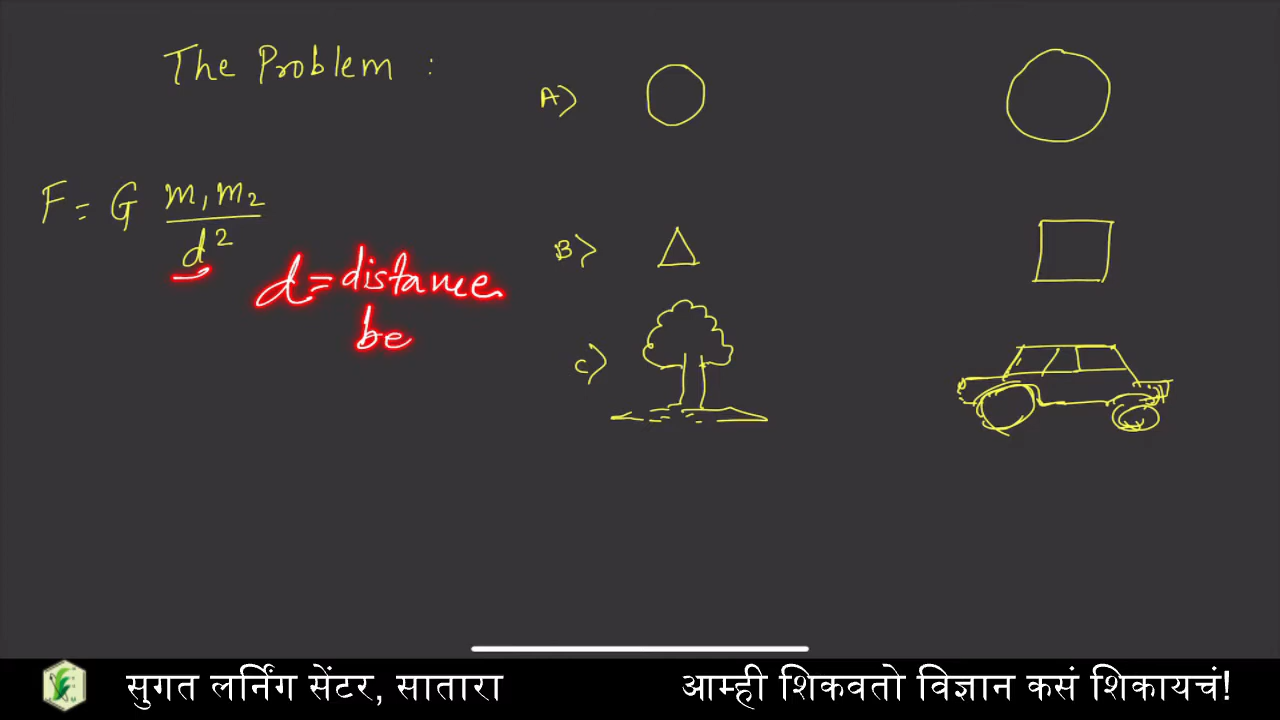 The Problem :
F = G m₁m₂ / d²
d = distance
be
A>
B>
C>
सुगत लर्निंग सेंटर, सातारा
आम्ही शिकवतो विज्ञान कसं शिकायचं!